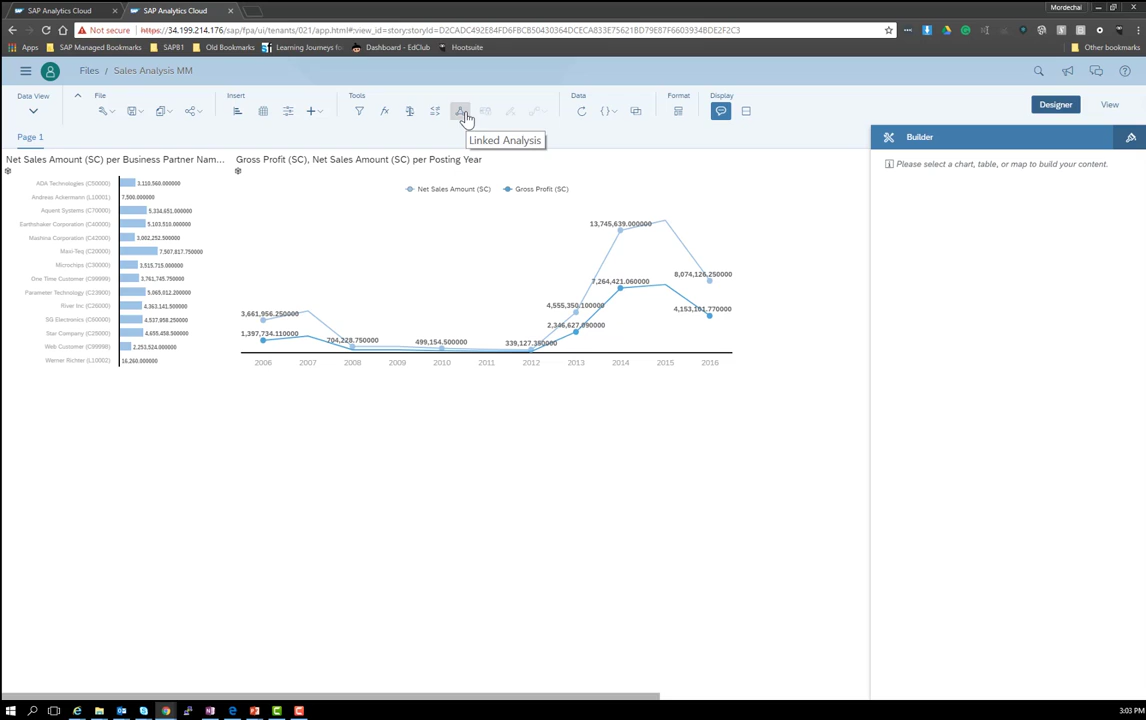 SAP Analytics Cloud
SAP Analytics Cloud
Mordechai
Not secure
https://34.199.214.176/sap/fpa/ui/tenants/021/app.html#;view_id=story;storyId=D2CADC49E84FD6FBCB50430364DCECA833E75621BD79E87F66039348DE2F2C3
Apps
SAP Managed Bookmarks
SAPB1
Old Bookmarks
Learning Journeys fo
Dashboard - EdClub
Hootsuite
Other bookmarks
Files
Sales Analysis MM
Data View
File
Insert
Tools
Data
Format
Display
Designer
View
Linked Analysis
Page 1
Builder
Please select a chart, table, or map to build your content.
Net Sales Amount (SC) per Business Partner Nam...
ADA Technologies (C50000)
3,110,560.000000
Andreas Ackermann (L10001)
7,500.000000
Aquent Systems (C70000)
5,334,651.000000
Earthshaker Corporation (C40000)
5,103,510.000000
Mashina Corporation (C42000)
3,002,252.500000
Maxi-Teq (C20000)
7,507,817.750000
Microchips (C30000)
3,515,715.000000
One Time Customer (C99999)
3,761,745.750000
Parameter Technology (C23900)
5,065,012.200000
River Inc (C26000)
4,363,141.500000
SG Electronics (C60000)
4,537,958.250000
Star Company (C25000)
4,655,458.500000
Web Customer (C99998)
2,253,524.000000
Werner Richter (L10002)
16,260.000000
Gross Profit (SC), Net Sales Amount (SC) per Posting Year
Net Sales Amount (SC)
Gross Profit (SC)
13,745,639.000000
8,074,126.250000
7,264,421.060000
4,555,350.100000
4,153,101.770000
3,661,956.250000
2,346,627.090000
1,397,734.110000
704,228.750000
499,154.500000
339,127.350000
2006 2007 2008 2009 2010 2011 2012 2013 2014 2015 2016
3:03 PM